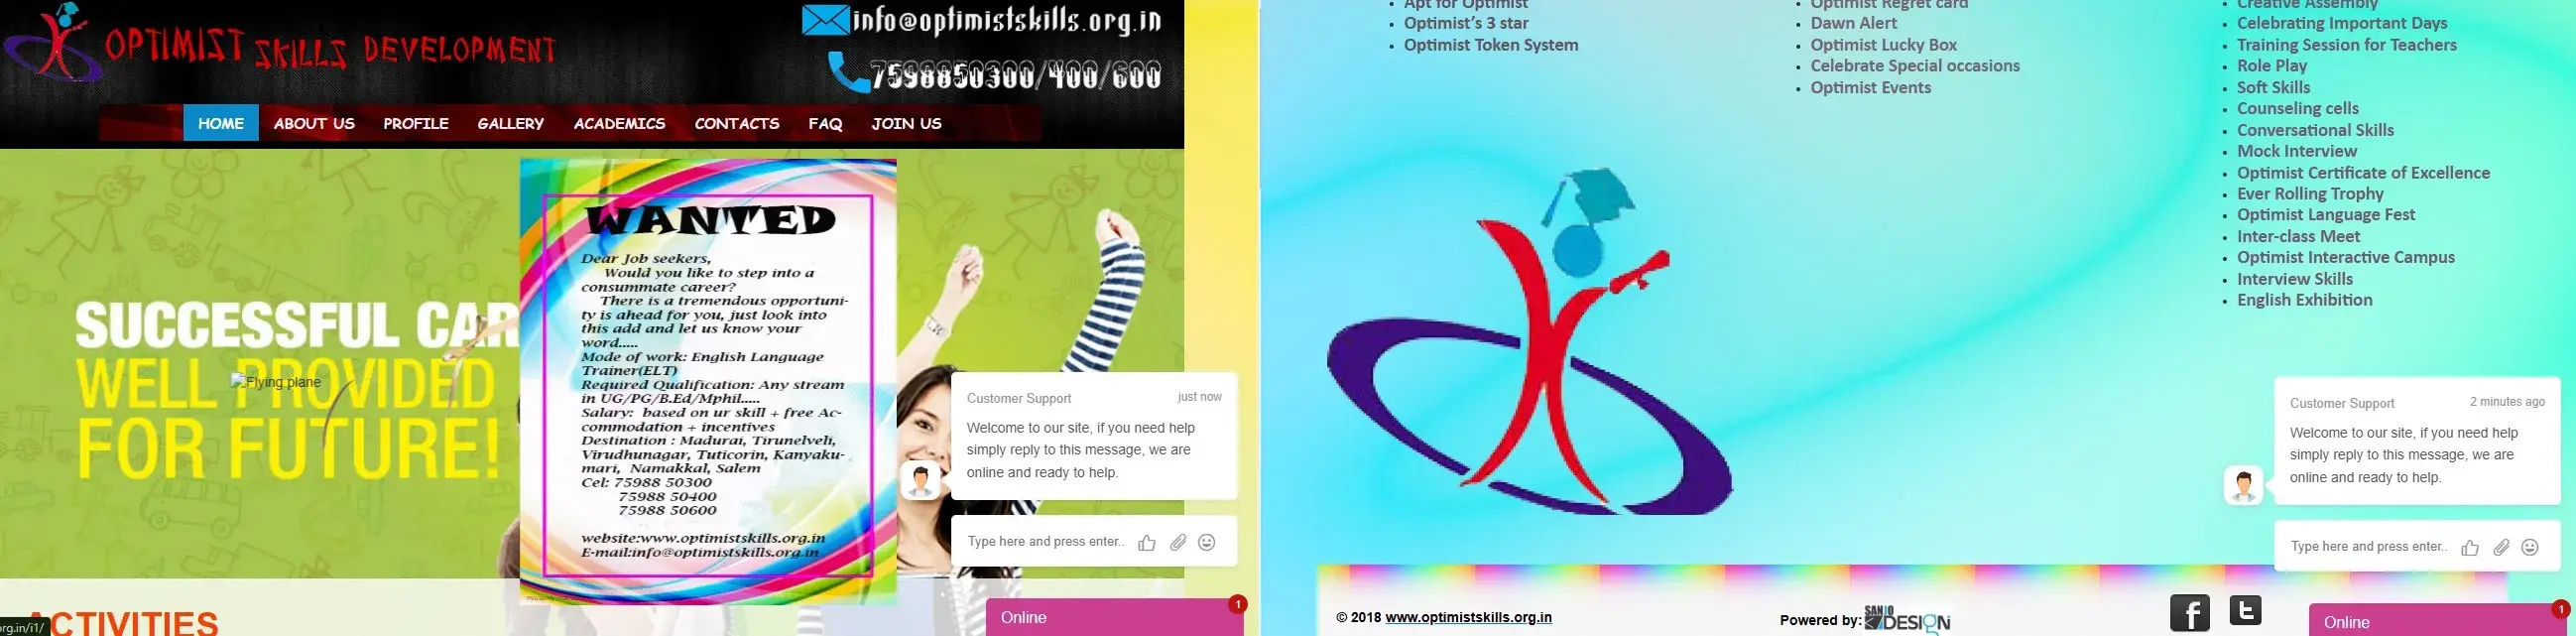 OPTIMIST SKILLS DEVELOPMENT
info@optimistskills.org.in
7598850300/400/600
HOME ABOUT US PROFILE GALLERY ACADEMICS CONTACTS FAQ JOIN US
SUCCESSFUL CAR
WELL PROVIDED
FOR FUTURE!
Flying plane
WANTED
Dear Job seekers,
Would you like to step into a
consummate career?
There is a tremendous opportuni-
ty is ahead for you, just look into
this add and let us know your
word.....
Mode of work: English Language
Trainer(ELT)
Required Qualification: Any stream
in UG/PG/B.Ed/Mphil.....
Salary: based on ur skill + free Ac-
commodation + incentives
Destination : Madurai, Tirunelveli,
Virudhunagar, Tuticorin, Kanyaku-
mari, Namakkal, Salem
Cel: 75988 50300
75988 50400
75988 50600
website:www.optimistskills.org.in
E-mail:info@optimistskills.org.in
Customer Support just now
Welcome to our site, if you need help
simply reply to this message, we are
online and ready to help.
Type here and press enter..
Online 1
ACTIVITIES
org.in/i1/
Apt for Optimist
Optimist's 3 star
Optimist Token System
Optimist Regret card
Dawn Alert
Optimist Lucky Box
Celebrate Special occasions
Optimist Events
Creative Assembly
Celebrating Important Days
Training Session for Teachers
Role Play
Soft Skills
Counseling cells
Conversational Skills
Mock Interview
Optimist Certificate of Excellence
Ever Rolling Trophy
Optimist Language Fest
Inter-class Meet
Optimist Interactive Campus
Interview Skills
English Exhibition
Customer Support 2 minutes ago
Welcome to our site, if you need help
simply reply to this message, we are
online and ready to help.
Type here and press enter..
© 2018 www.optimistskills.org.in
Powered by: SANJO DESIGN
f t
Online 1